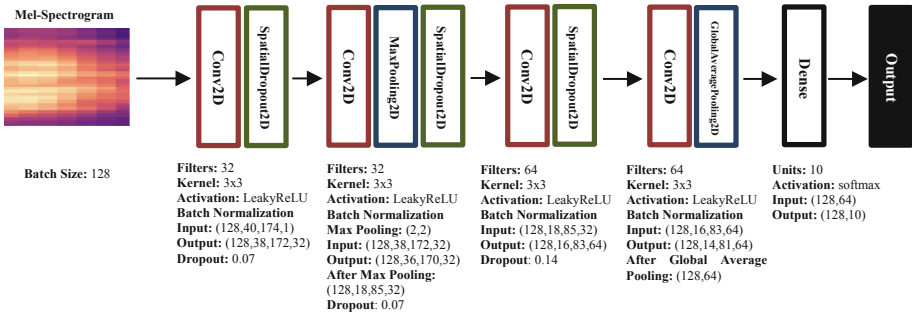 Mel-Spectrogram
Conv2D
SpatialDropout2D
Conv2D
MaxPooling2D
SpatialDropout2D
Conv2D
SpatialDropout2D
Conv2D
GlobalAveragePooling2D
Dense
Output
Batch Size: 128
Filters: 32
Kernel: 3x3
Activation: LeakyReLU
Batch Normalization
Input: (128,40,174,1)
Output: (128,38,172,32)
Dropout: 0.07
Filters: 32
Kernel: 3x3
Activation: LeakyReLU
Batch Normalization
Max Pooling: (2,2)
Input: (128,38,172,32)
Output: (128,36,170,32)
After Max Pooling:
(128,18,85,32)
Dropout: 0.07
Filters: 64
Kernel: 3x3
Activation: LeakyReLU
Batch Normalization
Input: (128,18,85,32)
Output: (128,16,83,64)
Dropout: 0.14
Filters: 64
Kernel: 3x3
Activation: LeakyReLU
Batch Normalization
Input: (128,16,83,64)
Output: (128,14,81,64)
After Global Average
Pooling: (128,64)
Units: 10
Activation: softmax
Input: (128,64)
Output: (128,10)